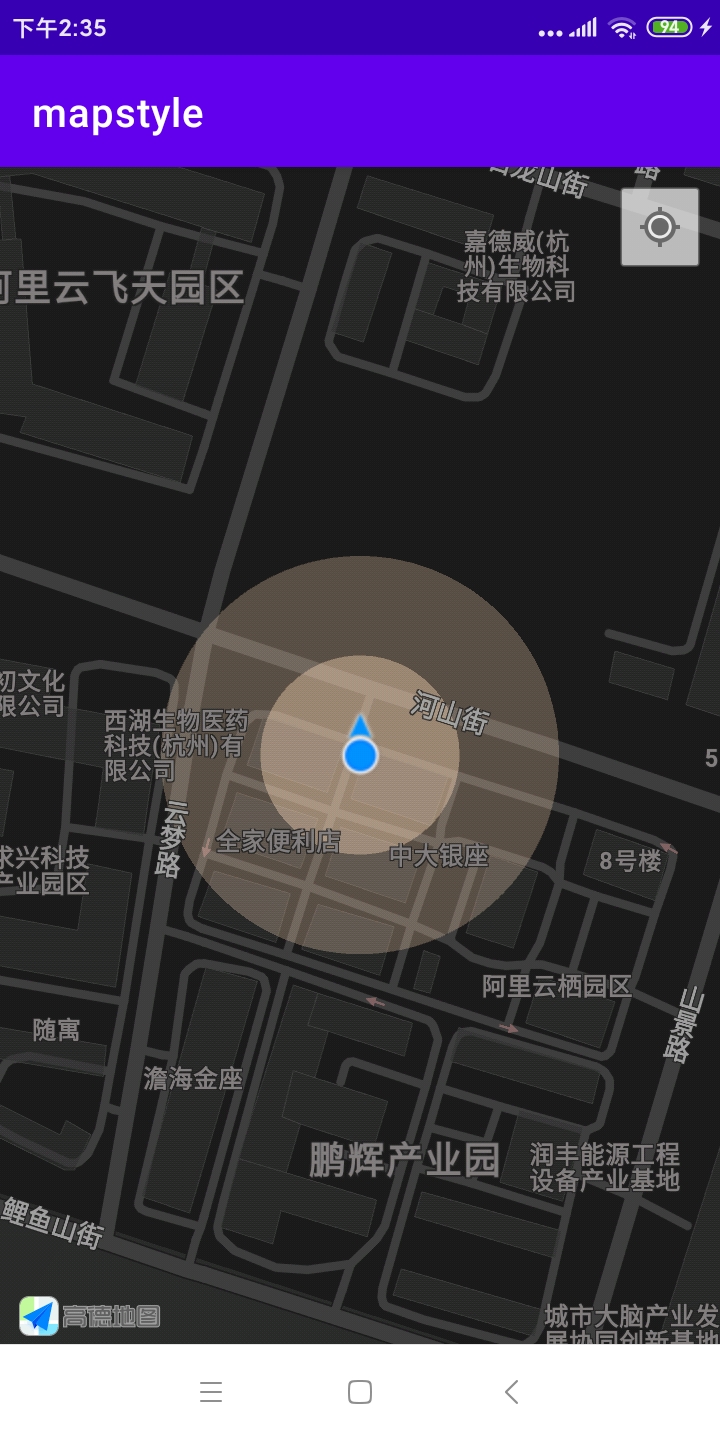 下午2:35
94
mapstyle
路
嘉德威(杭
州)生物科
技有限公司
里云飞天园区
河山街
初文化
限公司
西湖生物医药
科技(杭州)有
限公司
5
云梦路
全家便利店
中大银座
8号楼
求兴科技
产业园区
阿里云栖园区
山景路
随寓
澹海金座
鹏辉产业园
润丰能源工程
设备产业基地
鲤鱼山街
高德地图
城市大脑产业发
展协同创新基地